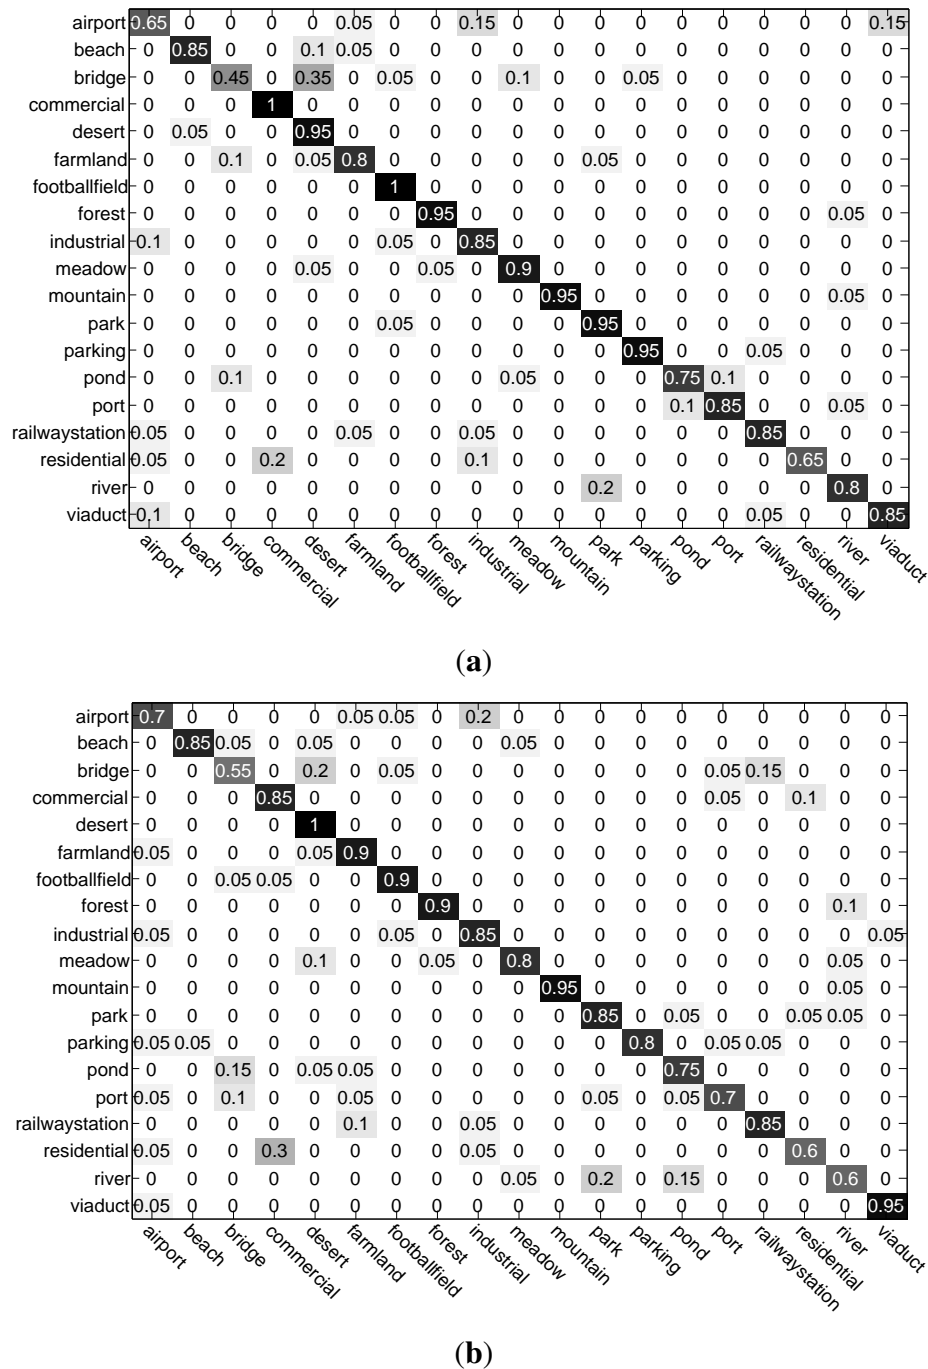 airport 0.65 0 0 0 0 0.05 0 0 0.15 0 0 0 0 0 0 0 0 0 0.15
beach 0 0.85 0 0 0.1 0.05 0 0 0 0 0 0 0 0 0 0 0 0 0
bridge 0 0 0.45 0 0.35 0 0.05 0 0 0.1 0 0 0.05 0 0 0 0 0 0
commercial 0 0 0 1 0 0 0 0 0 0 0 0 0 0 0 0 0 0 0
desert 0 0.05 0 0 0.95 0 0 0 0 0 0 0 0 0 0 0 0 0 0
farmland 0 0 0.1 0 0.05 0.8 0 0 0 0 0 0.05 0 0 0 0 0 0 0
footballfield 0 0 0 0 0 0 1 0 0 0 0 0 0 0 0 0 0 0 0
forest 0 0 0 0 0 0 0 0.95 0 0 0 0 0 0 0 0 0 0.05 0
industrial 0.1 0 0 0 0 0 0.05 0 0.85 0 0 0 0 0 0 0 0 0 0
meadow 0 0 0 0 0.05 0 0 0.05 0 0.9 0 0 0 0 0 0 0 0 0
mountain 0 0 0 0 0 0 0 0 0 0 0.95 0 0 0 0 0 0 0.05 0
park 0 0 0 0 0 0 0.05 0 0 0 0 0.95 0 0 0 0 0 0 0
parking 0 0 0 0 0 0 0 0 0 0 0 0 0.95 0 0 0.05 0 0 0
pond 0 0 0.1 0 0 0 0 0 0 0.05 0 0 0 0.75 0.1 0 0 0 0
port 0 0 0 0 0 0 0 0 0 0 0 0 0 0.1 0.85 0 0 0.05 0
railwaystation 0.05 0 0 0 0 0.05 0 0 0.05 0 0 0 0 0 0 0.85 0 0 0
residential 0.05 0 0 0.2 0 0 0 0 0.1 0 0 0 0 0 0 0 0.65 0 0
river 0 0 0 0 0 0 0 0 0 0 0 0.2 0 0 0 0 0 0.8 0
viaduct 0.1 0 0 0 0 0 0 0 0 0 0 0 0 0 0 0.05 0 0 0.85
airport beach bridge commercial desert farmland footballfield forest industrial meadow mountain park parking pond port railwaystation residential river viaduct
(a)
airport 0.7 0 0 0 0 0.05 0.05 0 0.2 0 0 0 0 0 0 0 0 0 0
beach 0 0.85 0.05 0 0.05 0 0 0 0 0.05 0 0 0 0 0 0 0 0 0
bridge 0 0 0.55 0 0.2 0 0.05 0 0 0 0 0 0 0 0.05 0.15 0 0 0
commercial 0 0 0 0.85 0 0 0 0 0 0 0 0 0 0 0.05 0 0.1 0 0
desert 0 0 0 0 1 0 0 0 0 0 0 0 0 0 0 0 0 0 0
farmland 0.05 0 0 0 0.05 0.9 0 0 0 0 0 0 0 0 0 0 0 0 0
footballfield 0 0 0.05 0.05 0 0 0.9 0 0 0 0 0 0 0 0 0 0 0 0
forest 0 0 0 0 0 0 0 0.9 0 0 0 0 0 0 0 0 0 0.1 0
industrial 0.05 0 0 0 0 0 0.05 0 0.85 0 0 0 0 0 0 0 0 0 0.05
meadow 0 0 0 0 0.1 0 0 0.05 0 0.8 0 0 0 0 0 0 0 0.05 0
mountain 0 0 0 0 0 0 0 0 0 0 0.95 0 0 0 0 0 0 0.05 0
park 0 0 0 0 0 0 0 0 0 0 0 0.85 0 0.05 0 0 0.05 0.05 0
parking 0.05 0.05 0 0 0 0 0 0 0 0 0 0 0.8 0 0.05 0.05 0 0 0
pond 0 0 0.15 0 0.05 0.05 0 0 0 0 0 0 0 0.75 0 0 0 0 0
port 0.05 0 0.1 0 0 0.05 0 0 0 0 0 0.05 0 0.05 0.7 0 0 0 0
railwaystation 0 0 0 0 0 0.1 0 0 0.05 0 0 0 0 0 0 0.85 0 0 0
residential 0.05 0 0 0.3 0 0 0 0 0.05 0 0 0 0 0 0 0 0.6 0 0
river 0 0 0 0 0 0 0 0 0 0.05 0 0.2 0 0.15 0 0 0 0.6 0
viaduct 0.05 0 0 0 0 0 0 0 0 0 0 0 0 0 0 0 0 0 0.95
airport beach bridge commercial desert farmland footballfield forest industrial meadow mountain park parking pond port railwaystation residential river viaduct
(b)